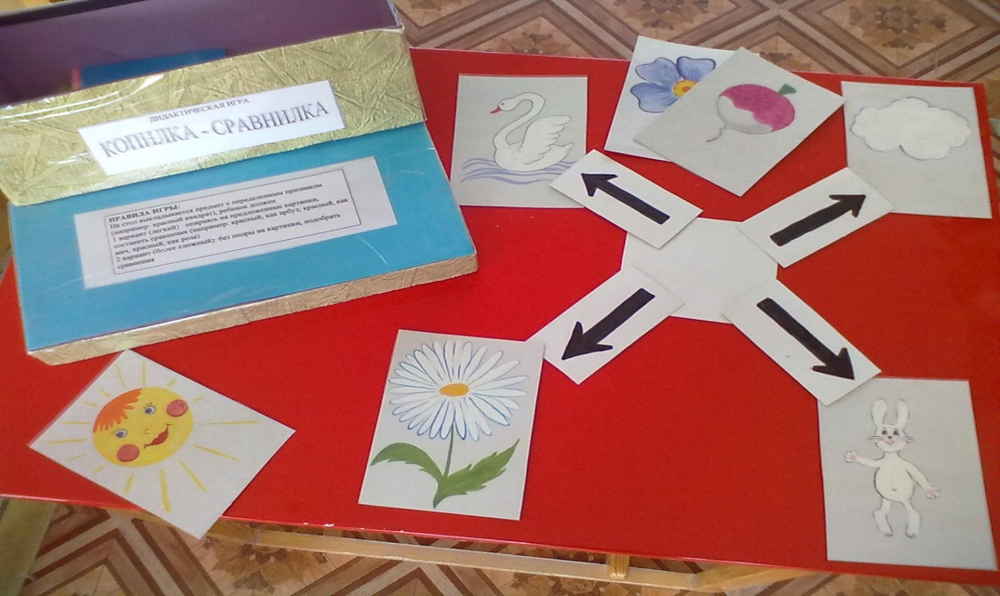 ДИДАКТИЧЕСКАЯ ИГРА
КОПИЛКА - СРАВНИЛКА
ПРАВИЛА ИГРЫ:
На стол выкладывается предмет с определенным признаком
(например: красный квадрат), ребенок должен
1 вариант (легкий) : опираясь на предложенные картинки,
составить сравнения (например: красный, как арбуз; красный, как
мяч, красный, как роза)
2 вариант (более сложный): без опоры на картинки, подобрать
сравнения